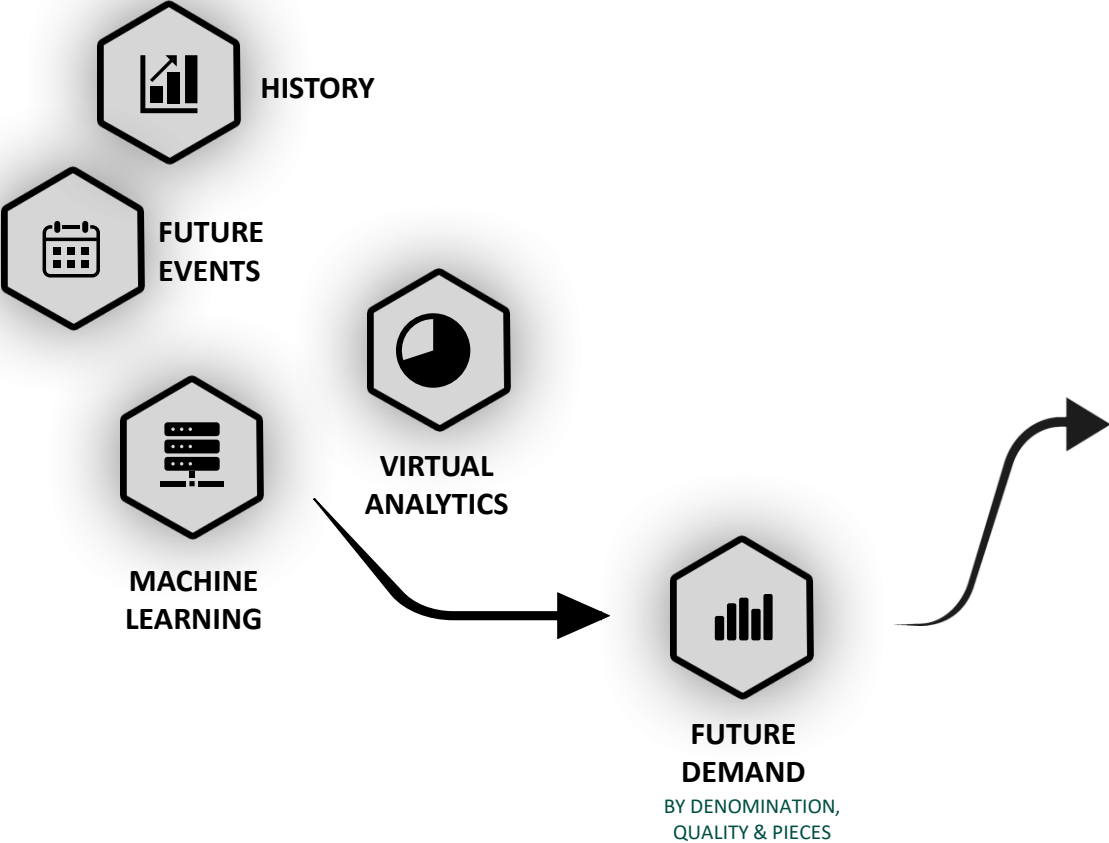 HISTORY
FUTURE
EVENTS
VIRTUAL
ANALYTICS
MACHINE
LEARNING
FUTURE
DEMAND
BY DENOMINATION,
QUALITY & PIECES